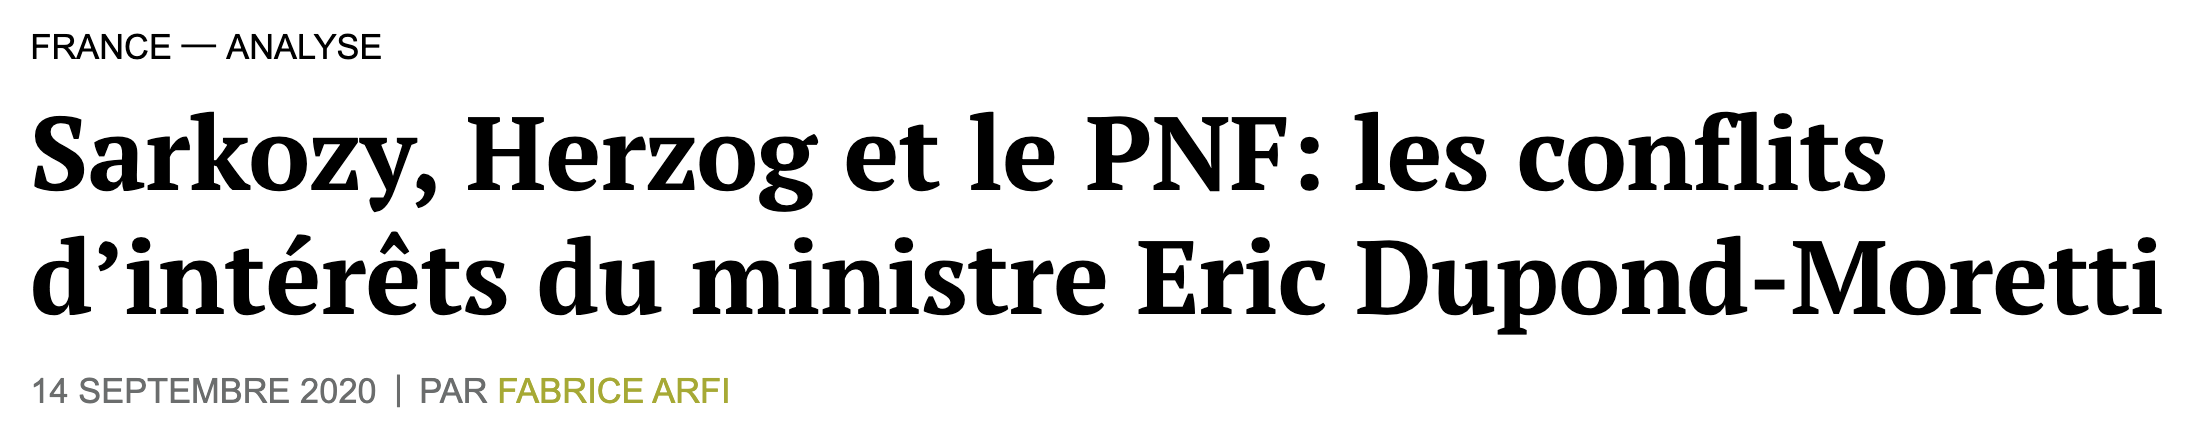 FRANCE — ANALYSE
Sarkozy, Herzog et le PNF: les conflits
d’intérêts du ministre Eric Dupond-Moretti
14 SEPTEMBRE 2020 | PAR FABRICE ARFI